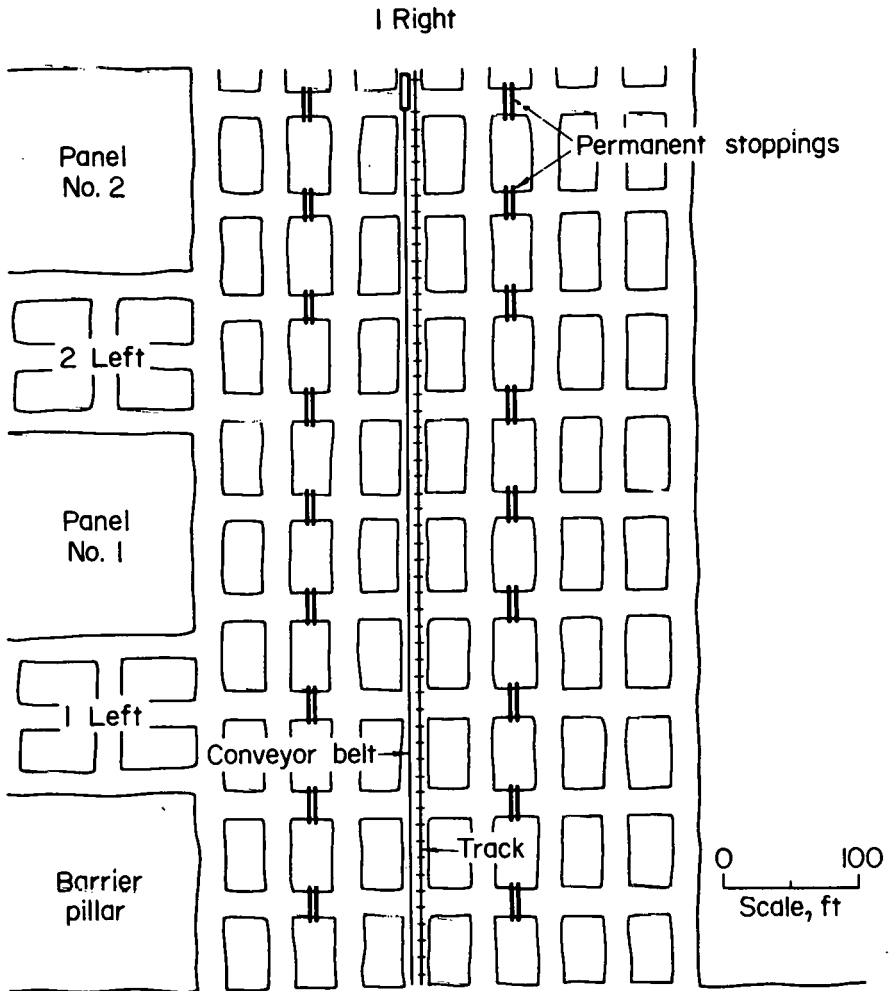 1 Right
Panel
No. 2
Permanent stoppings
2 Left
Panel
No. 1
1 Left
Conveyor belt
Track
0 100
Scale, ft
Barrier
pillar